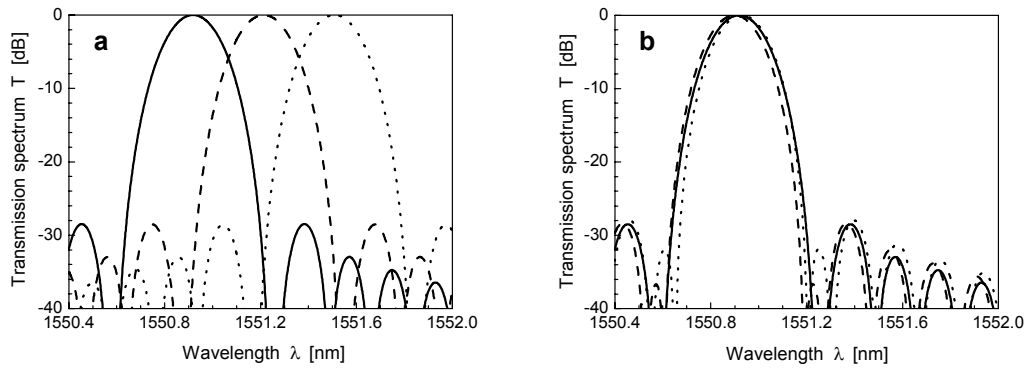 a
0
-10
-20
-30
-40
Transmission spectrum T [dB]
1550.4 1550.8 1551.2 1551.6 1552.0
Wavelength λ [nm]
b
0
-10
-20
-30
-40
Transmission spectrum T [dB]
1550.4 1550.8 1551.2 1551.6 1552.0
Wavelength λ [nm]